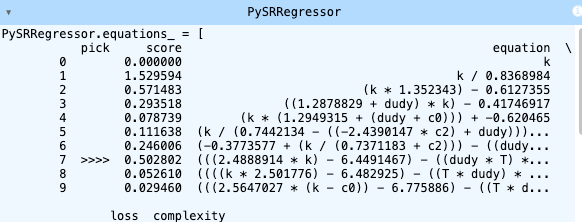 PySRRegressor
PySRRegressor.equations_ = [
pick score equation \
0 0.000000 k
1 1.529594 k / 0.8368984
2 0.571483 (k * 1.352343) - 0.6127355
3 0.293518 ((1.2878829 + dudy) * k) - 0.41746917
4 0.078739 (k * (1.2949315 + (dudy + c0))) + -0.620465
5 0.111638 (k / (0.7442134 - ((-2.4390147 * c2) + dudy)))...
6 0.246006 (-0.3773577 + (k / (0.7371183 + c2))) - ((dudy...
7 >>>> 0.502802 (((2.4888914 * k) - 6.4491467) - ((dudy * T) *...
8 0.052610 ((((k * 2.501776) - 6.482925) - ((T * dudy) * ...
9 0.029460 (((2.5647027 * (k - c0)) - 6.775886) - ((T * d...
loss complexity